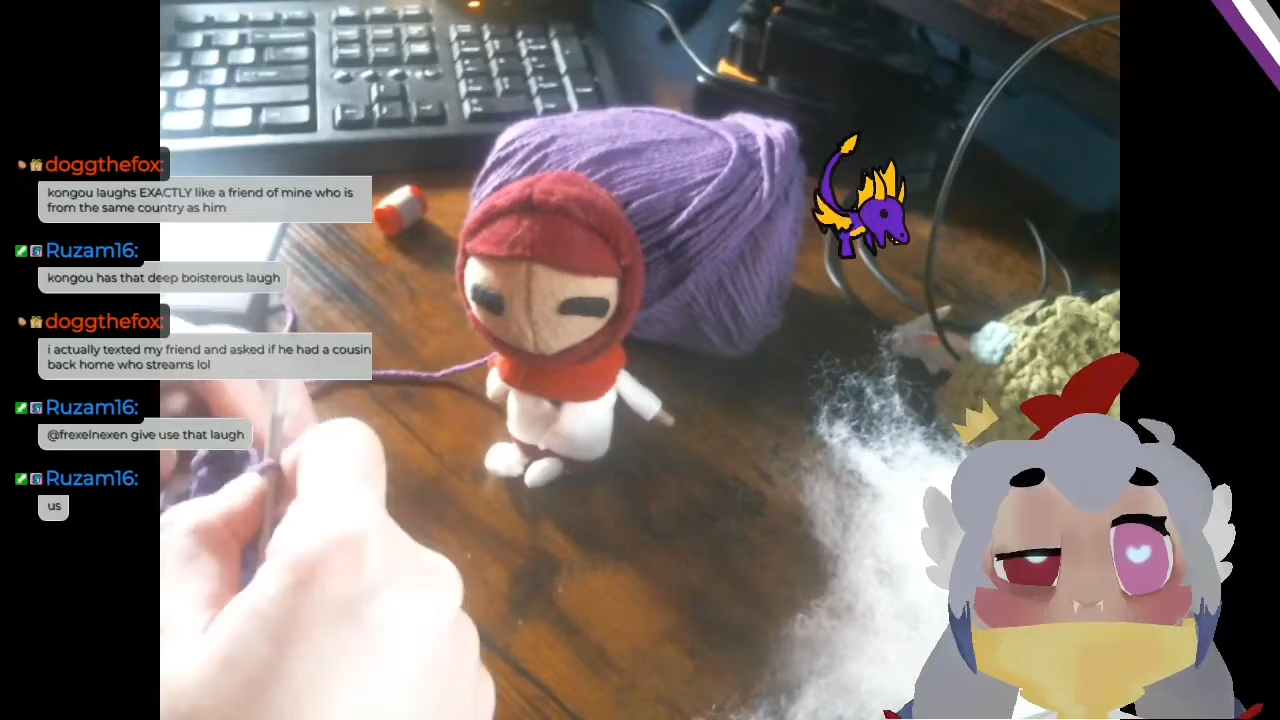 doggthefox:
kongou laughs EXACTLY like a friend of mine who is
from the same country as him
Ruzam16:
kongou has that deep boisterous laugh
doggthefox:
i actually texted my friend and asked if he had a cousin
back home who streams lol
Ruzam16:
@frexelnexen give use that laugh
Ruzam16:
us